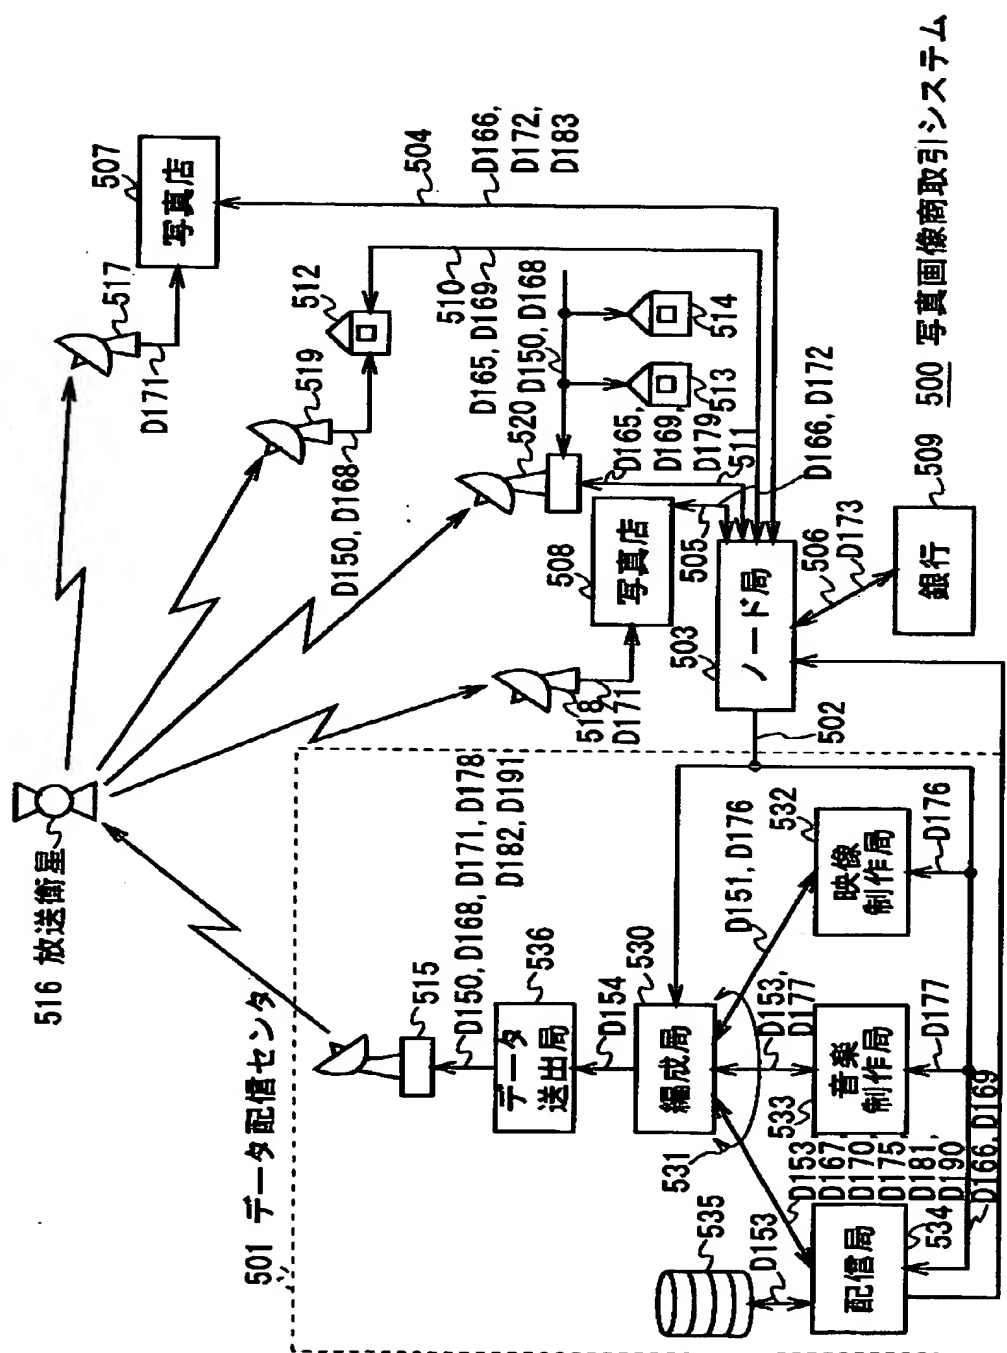 500 写真画像商取引システム
516 放送衛星
501 データ配信センタ
507
写真店
517
D171
504
D166,
D172,
D183
512
519
D150, D168
510
D165, D169
520
D150, D168
514
513
D165,
D169,
D179
511
508
写真店
505
D166, D172
518
D171
503
ノード局
506
D173
509
銀行
502
515
D150, D168, D171, D178
D182, D191
536
データ
送出局
D154
530
編成局
531
D151, D176
532
映像
制作局
D176
D153,
D177
533
音楽
制作局
D177
D153,
D167,
D170,
D175,
D181,
D190
535
D153
534
配信局
D166, D169